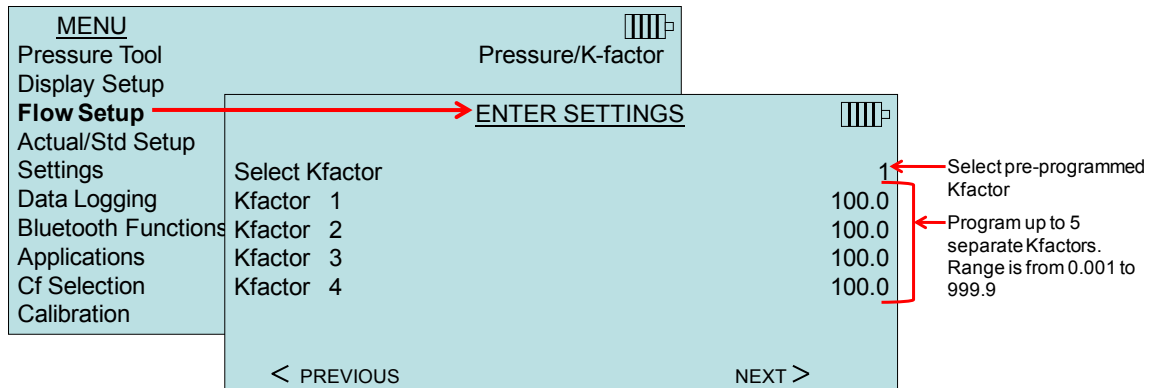 MENU
Pressure Tool
Pressure/K-factor
Display Setup
Flow Setup
Actual/Std Setup
Settings
Data Logging
Bluetooth Functions
Applications
Cf Selection
Calibration
ENTER SETTINGS
Select Kfactor 1
Kfactor 1 100.0
Kfactor 2 100.0
Kfactor 3 100.0
Kfactor 4 100.0
< PREVIOUS NEXT >
Select pre-programmed
Kfactor
Program up to 5
separate Kfactors.
Range is from 0.001 to
999.9